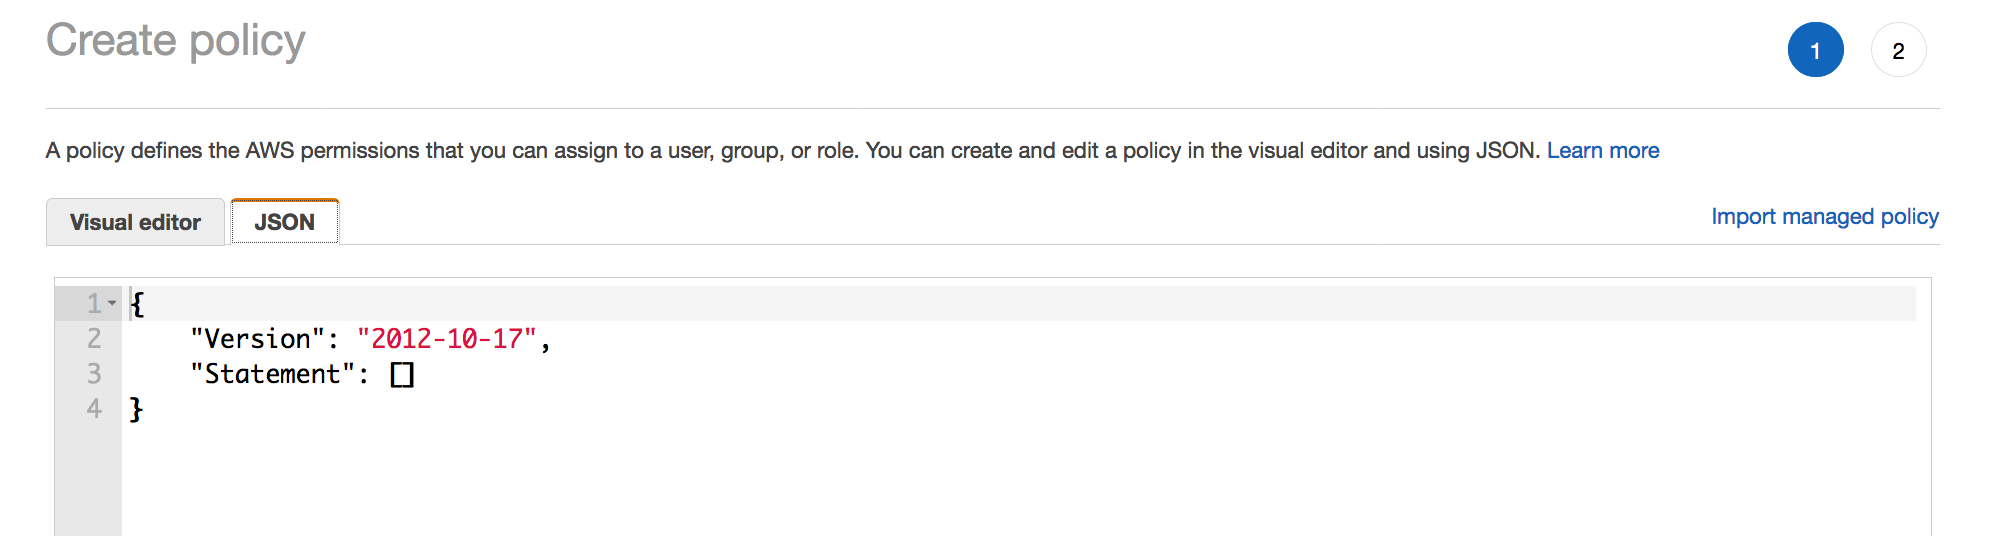 Create policy
1
2
A policy defines the AWS permissions that you can assign to a user, group, or role. You can create and edit a policy in the visual editor and using JSON. Learn more
Visual editor
JSON
Import managed policy
1 {
2     "Version": "2012-10-17",
3     "Statement": []
4 }